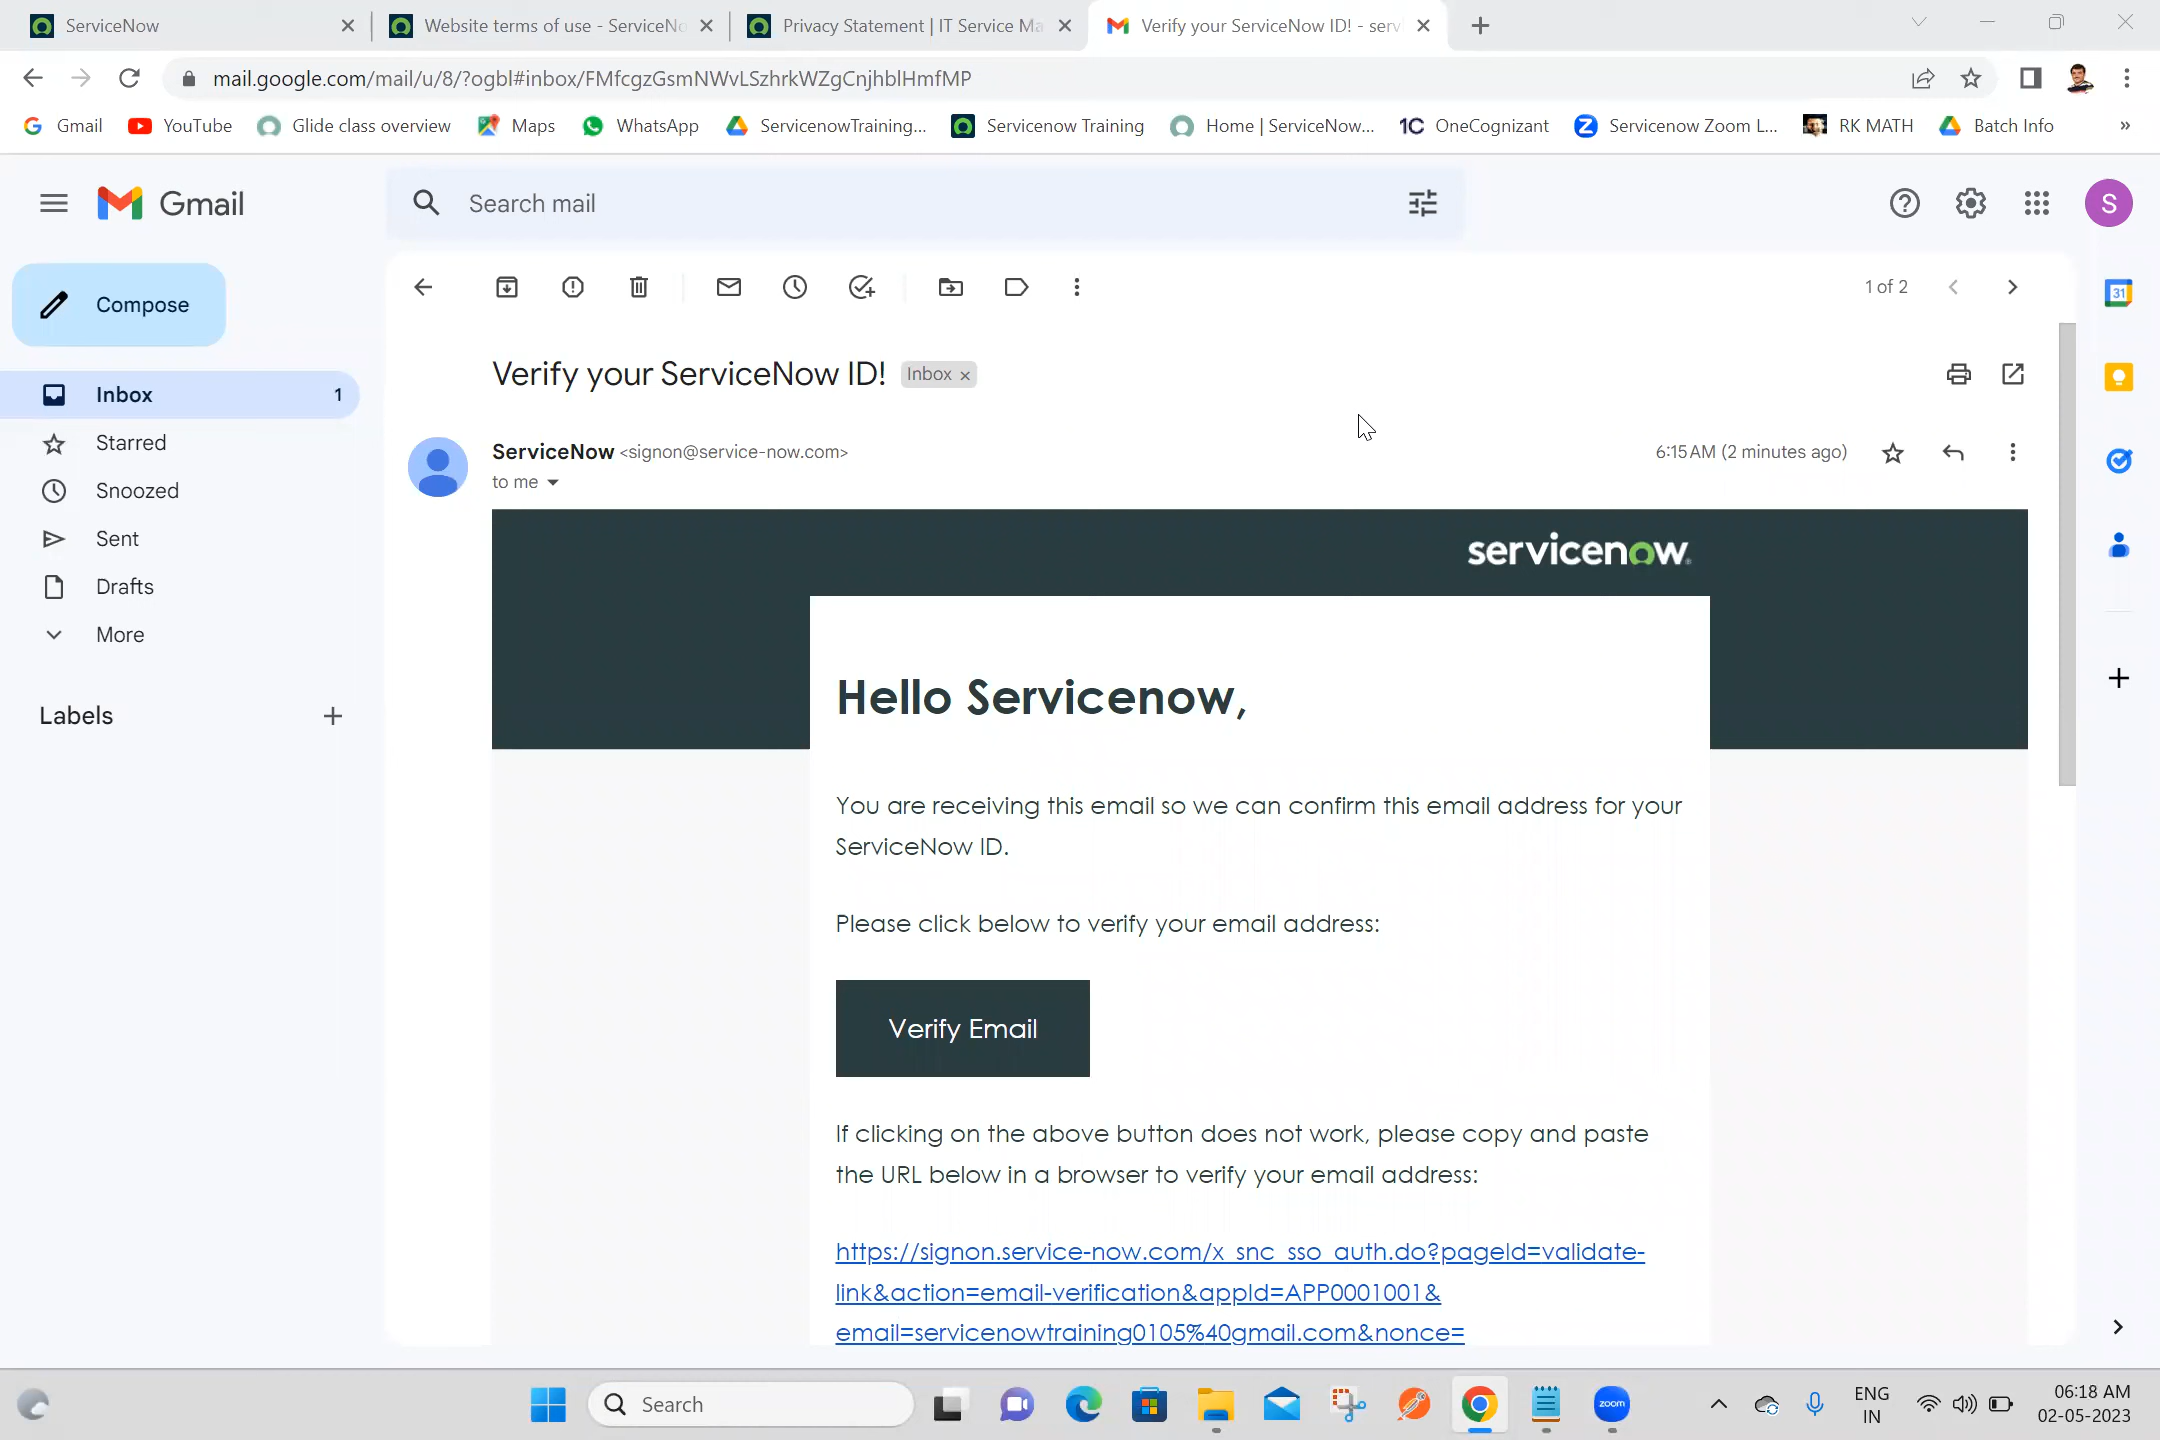 ServiceNow
Website terms of use - ServiceNo
Privacy Statement | IT Service Ma
Verify your ServiceNow ID! - serv
mail.google.com/mail/u/8/?ogbl#inbox/FMfcgzGsmNWvLSzhrkWZgCnjhblHmfMP
Gmail
YouTube
Glide class overview
Maps
WhatsApp
ServicenowTraining...
Servicenow Training
Home | ServiceNow...
1C OneCognizant
Servicenow Zoom L...
RK MATH
Batch Info
Gmail
Search mail
S
Compose
1 of 2
31
Verify your ServiceNow ID!
Inbox
Inbox 1
Starred
Snoozed
Sent
Drafts
More
Labels
ServiceNow <signon@service-now.com>
6:15 AM (2 minutes ago)
to me
servicenow
Hello Servicenow,
You are receiving this email so we can confirm this email address for your
ServiceNow ID.
Please click below to verify your email address:
Verify Email
If clicking on the above button does not work, please copy and paste
the URL below in a browser to verify your email address:
https://signon.service-now.com/x_snc_sso_auth.do?pageId=validate-
link&action=email-verification&appId=APP0001001&
email=servicenowtraining0105%40gmail.com&nonce=
Search
zoom
ENG
IN
06:18 AM
02-05-2023